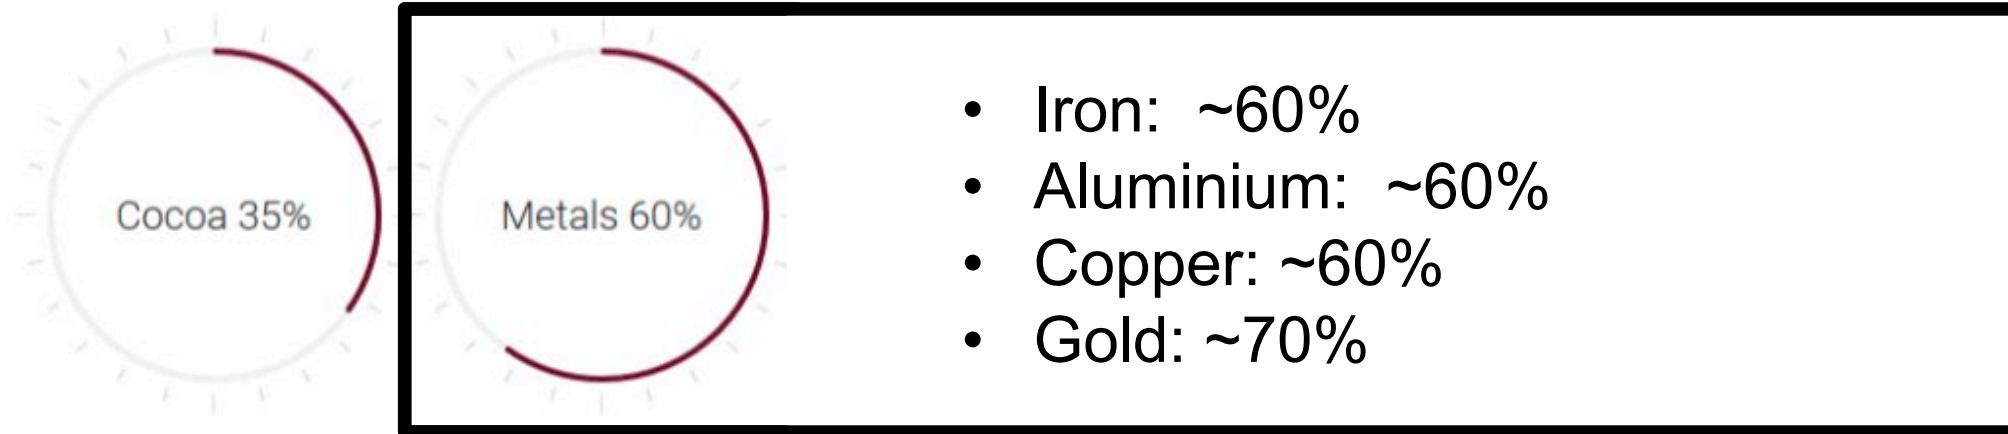 Cocoa 35%
Metals 60%
• Iron: ~60%
• Aluminium: ~60%
• Copper: ~60%
• Gold: ~70%